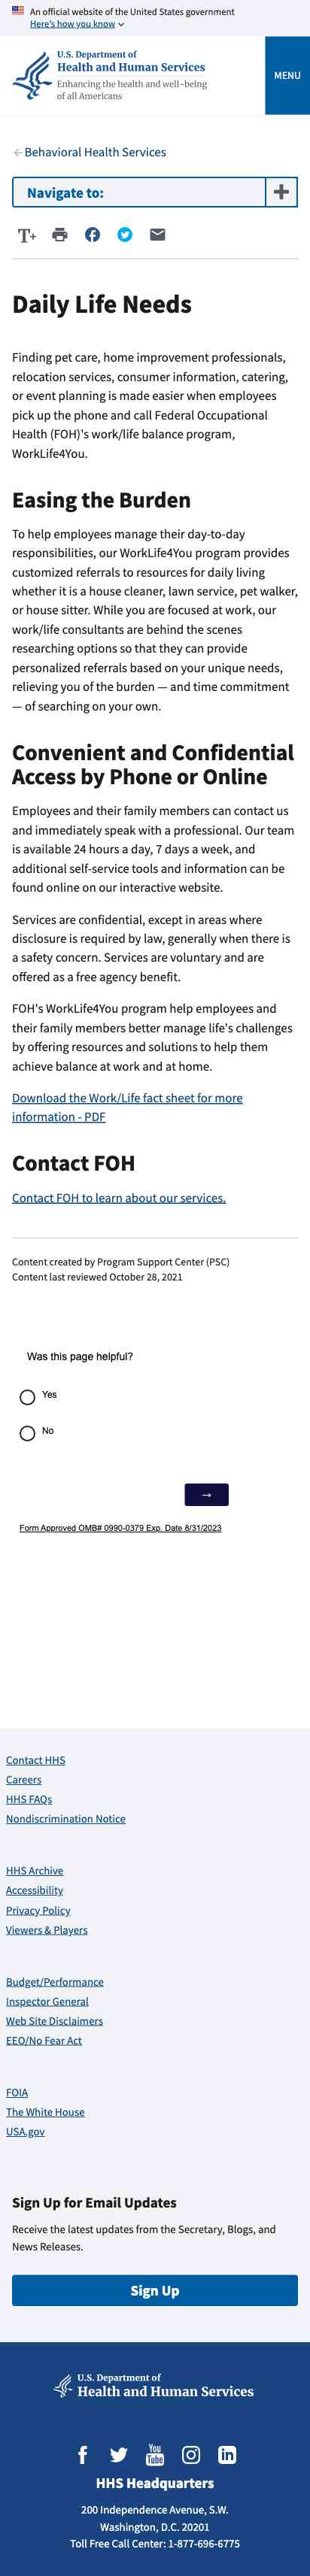 An official website of the United States government
Here's how you know
U.S. Department of
Health and Human Services
Enhancing the health and well-being
of all Americans
MENU
Behavioral Health Services
Navigate to:
T+
Daily Life Needs
Finding pet care, home improvement professionals,
relocation services, consumer information, catering,
or event planning is made easier when employees
pick up the phone and call Federal Occupational
Health (FOH)'s work/life balance program,
WorkLife4You.
Easing the Burden
To help employees manage their day-to-day
responsibilities, our WorkLife4You program provides
customized referrals to resources for daily living
whether it is a house cleaner, lawn service, pet walker,
or house sitter. While you are focused at work, our
work/life consultants are behind the scenes
researching options so that they can provide
personalized referrals based on your unique needs,
relieving you of the burden — and time commitment
— of searching on your own.
Convenient and Confidential
Access by Phone or Online
Employees and their family members can contact us
and immediately speak with a professional. Our team
is available 24 hours a day, 7 days a week, and
additional self-service tools and information can be
found online on our interactive website.
Services are confidential, except in areas where
disclosure is required by law, generally when there is
a safety concern. Services are voluntary and are
offered as a free agency benefit.
FOH's WorkLife4You program help employees and
their family members better manage life's challenges
by offering resources and solutions to help them
achieve balance at work and at home.
Download the Work/Life fact sheet for more
information - PDF
Contact FOH
Contact FOH to learn about our services.
Content created by Program Support Center (PSC)
Content last reviewed October 28, 2021
Was this page helpful?
Yes
No
→
Form Approved OMB# 0990-0379 Exp. Date 8/31/2023
Contact HHS
Careers
HHS FAQs
Nondiscrimination Notice
HHS Archive
Accessibility
Privacy Policy
Viewers & Players
Budget/Performance
Inspector General
Web Site Disclaimers
EEO/No Fear Act
FOIA
The White House
USA.gov
Sign Up for Email Updates
Receive the latest updates from the Secretary, Blogs, and
News Releases.
Sign Up
U.S. Department of
Health and Human Services
You Tube
HHS Headquarters
200 Independence Avenue, S.W.
Washington, D.C. 20201
Toll Free Call Center: 1-877-696-6775